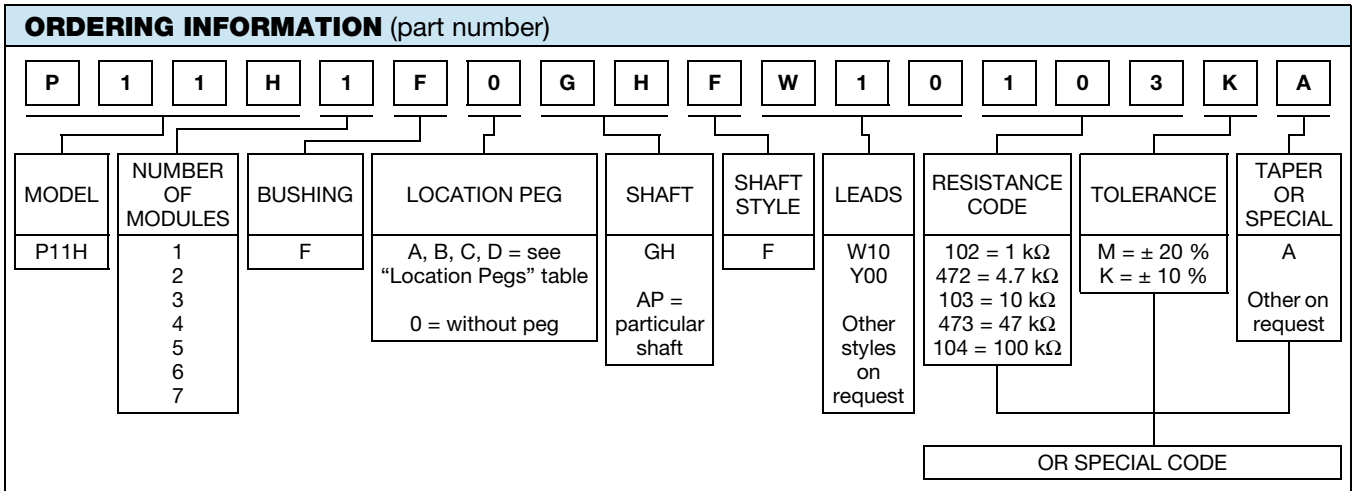 ORDERING INFORMATION (part number)
P 1 1 H 1 F 0 G H F W 1 0 1 0 3 K A
MODEL
P11H
NUMBER
OF
MODULES
1
2
3
4
5
6
7
BUSHING
F
LOCATION PEG
A, B, C, D = see
"Location Pegs" table
0 = without peg
SHAFT
GH
AP =
particular
shaft
SHAFT
STYLE
F
LEADS
W10
Y00
Other
styles
on
request
RESISTANCE
CODE
102 = 1 kΩ
472 = 4.7 kΩ
103 = 10 kΩ
473 = 47 kΩ
104 = 100 kΩ
TOLERANCE
M = ± 20 %
K = ± 10 %
TAPER
OR
SPECIAL
A
Other on
request
OR SPECIAL CODE